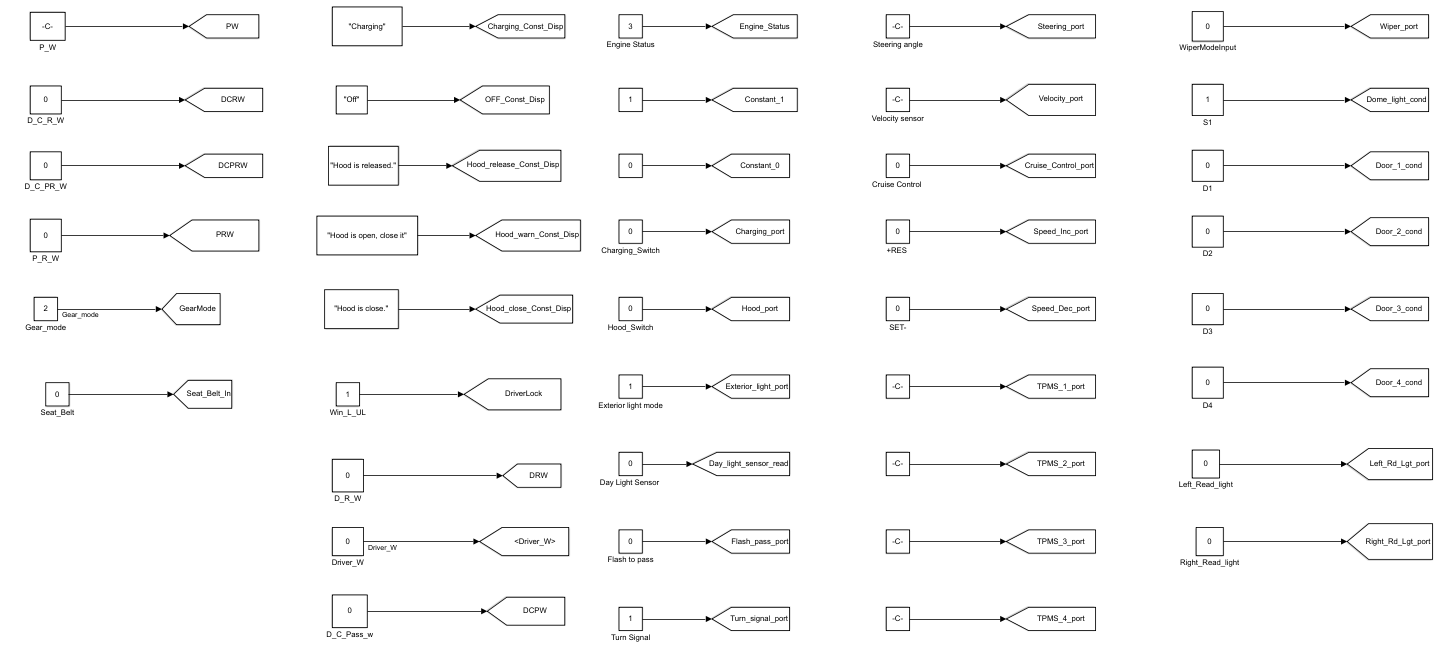 -C-
PW
P_W
0
DCRW
D_C_R_W
0
DCPRW
D_C_PR_W
0
PRW
P_R_W
2
Gear_mode
GearMode
Gear_mode
0
Seat_Belt_In
Seat_Belt
"Charging"
Charging_Const_Disp
"Off"
OFF_Const_Disp
"Hood is released."
Hood_release_Const_Disp
"Hood is open, close it"
Hood_warn_Const_Disp
"Hood is close."
Hood_close_Const_Disp
1
DriverLock
Win_L_UL
0
DRW
D_R_W
0
Driver_W
<Driver_W>
Driver_W
0
DCPW
D_C_Pass_w
3
Engine_Status
Engine Status
1
Constant_1
0
Constant_0
0
Charging_port
Charging_Switch
0
Hood_port
Hood_Switch
1
Exterior_light_port
Exterior light mode
0
Day_light_sensor_read
Day Light Sensor
0
Flash_pass_port
Flash to pass
1
Turn_signal_port
Turn Signal
-C-
Steering_port
Steering angle
-C-
Velocity_port
Velocity sensor
0
Cruise_Control_port
Cruise Control
0
Speed_Inc_port
+RES
0
Speed_Dec_port
SET-
-C-
TPMS_1_port
-C-
TPMS_2_port
-C-
TPMS_3_port
-C-
TPMS_4_port
0
Wiper_port
WiperModeInput
1
Dome_light_cond
S1
0
Door_1_cond
D1
0
Door_2_cond
D2
0
Door_3_cond
D3
0
Door_4_cond
D4
0
Left_Rd_Lgt_port
Left_Read_light
0
Right_Rd_Lgt_port
Right_Read_light